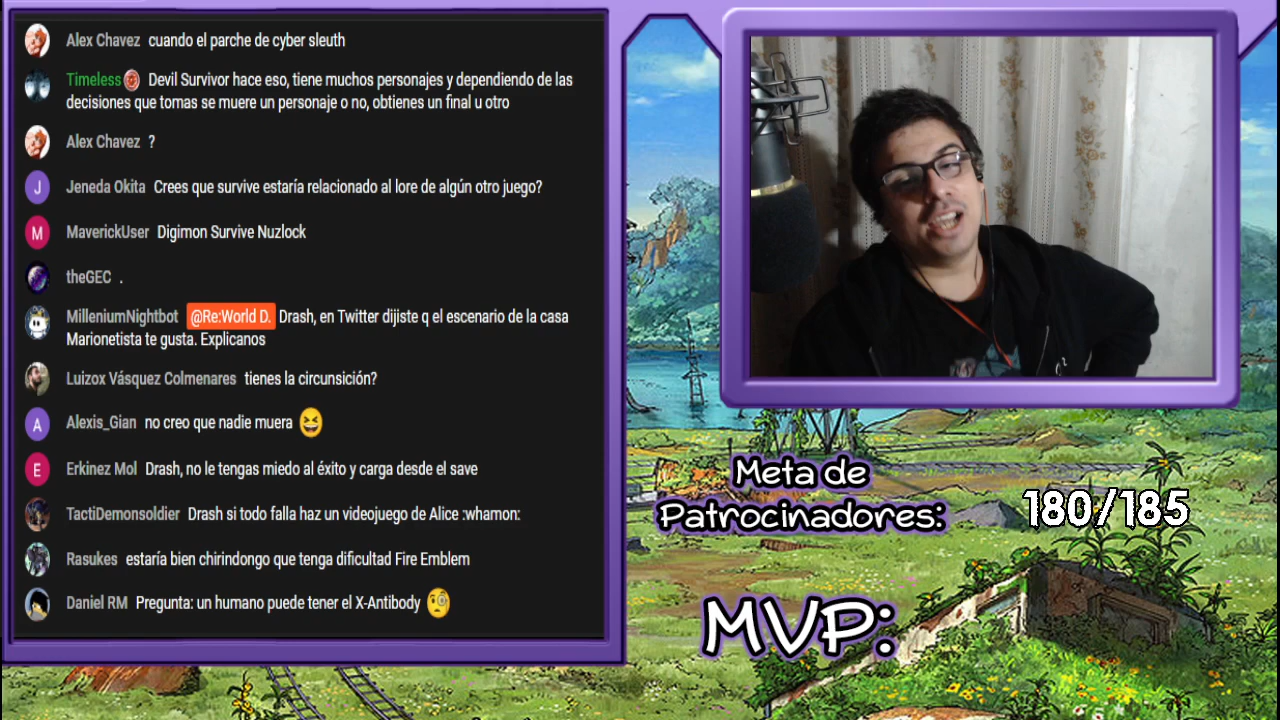 Alex Chavez cuando el parche de cyber sleuth
Timeless Devil Survivor hace eso, tiene muchos personajes y dependiendo de las
decisiones que tomas se muere un personaje o no, obtienes un final u otro
Alex Chavez ?
J Jeneda Okita Crees que survive estaría relacionado al lore de algún otro juego?
M MaverickUser Digimon Survive Nuzlock
theGEC .
MilleniumNightbot @Re:World D. Drash, en Twitter dijiste q el escenario de la casa
Marionetista te gusta. Explicanos
Luizox Vásquez Colmenares tienes la circunsición?
A Alexis_Gian no creo que nadie muera 😆
E Erkinez Mol Drash, no le tengas miedo al éxito y carga desde el save
TactiDemonsoldier Drash si todo falla haz un videojuego de Alice :whamon:
Rasukes estaría bien chirindongo que tenga dificultad Fire Emblem
Daniel RM Pregunta: un humano puede tener el X-Antibody 🧐
Meta de
Patrocinadores:
180/185
MVP: